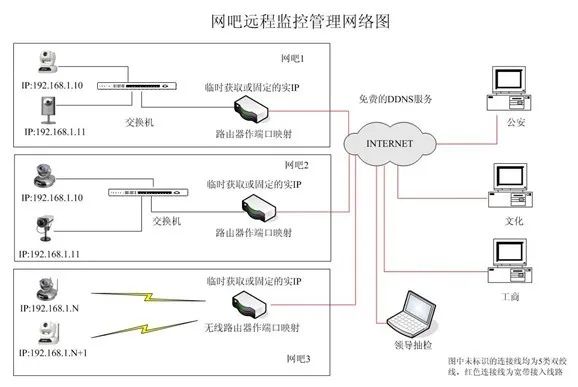 网吧远程监控管理网络图
网吧1
IP:192.168.1.10
临时获取或固定的实IP
IP:192.168.1.11
交换机
路由器作端口映射
网吧2
IP:192.168.1.10
临时获取或固定的实IP
交换机
路由器作端口映射
IP:192.168.1.11
临时获取或固定的实IP
IP:192.168.1.N
无线路由器作端口映射
IP:192.168.1.N+1
网吧3
免费的DDNS服务
INTERNET
公安
文化
工商
领导抽检
图中未标识的连接线均为5类双绞
线，红色连接线为宽带接入线路